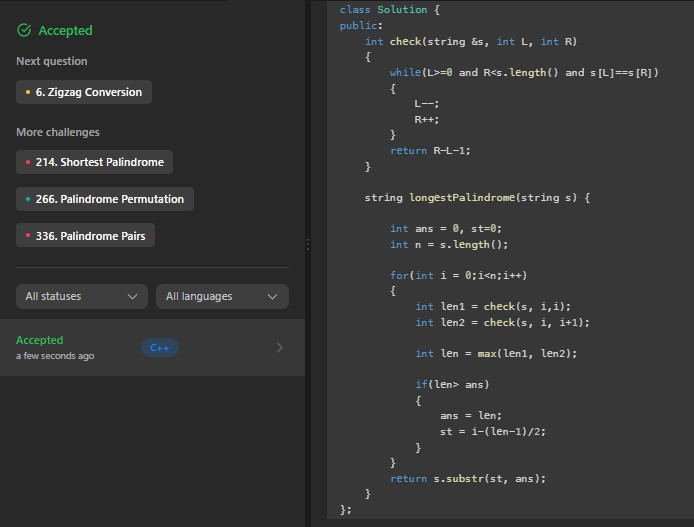 Accepted
Next question
6. Zigzag Conversion
More challenges
214. Shortest Palindrome
266. Palindrome Permutation
336. Palindrome Pairs
All statuses
All languages
Accepted
a few seconds ago
C++
class Solution {
public:
    int check(string &s, int L, int R)
    {
        while(L>=0 and R<s.length() and s[L]==s[R])
        {
            L--;
            R++;
        }
        return R-L-1;
    }
    string longestPalindrome(string s) {
        int ans = 0, st=0;
        int n = s.length();
        for(int i = 0;i<n;i++)
        {
            int len1 = check(s, i,i);
            int len2 = check(s, i, i+1);
            int len = max(len1, len2);
            if(len> ans)
            {
                ans = len;
                st = i-(len-1)/2;
            }
        }
        return s.substr(st, ans);
    }
};